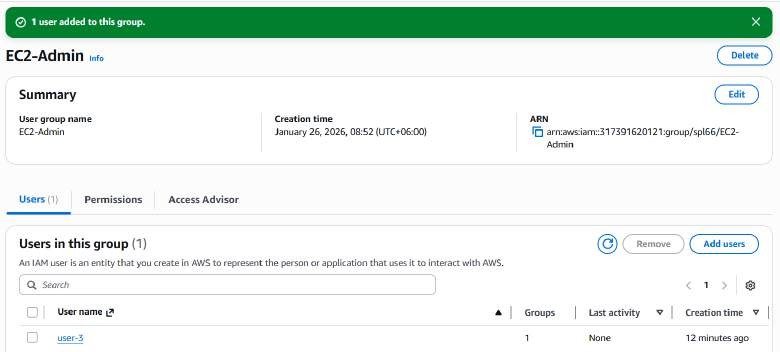 1 user added to this group.
EC2-Admin Info
Delete
Summary
Edit
User group name
EC2-Admin
Creation time
January 26, 2026, 08:52 (UTC+06:00)
ARN
arn:aws:iam::317391620121:group/spl66/EC2-
Admin
Users (1)
Permissions
Access Advisor
Users in this group (1)
Remove
Add users
An IAM user is an entity that you create in AWS to represent the person or application that uses it to interact with AWS.
Search
1
User name
Groups
Last activity
Creation time
user-3
1
None
12 minutes ago